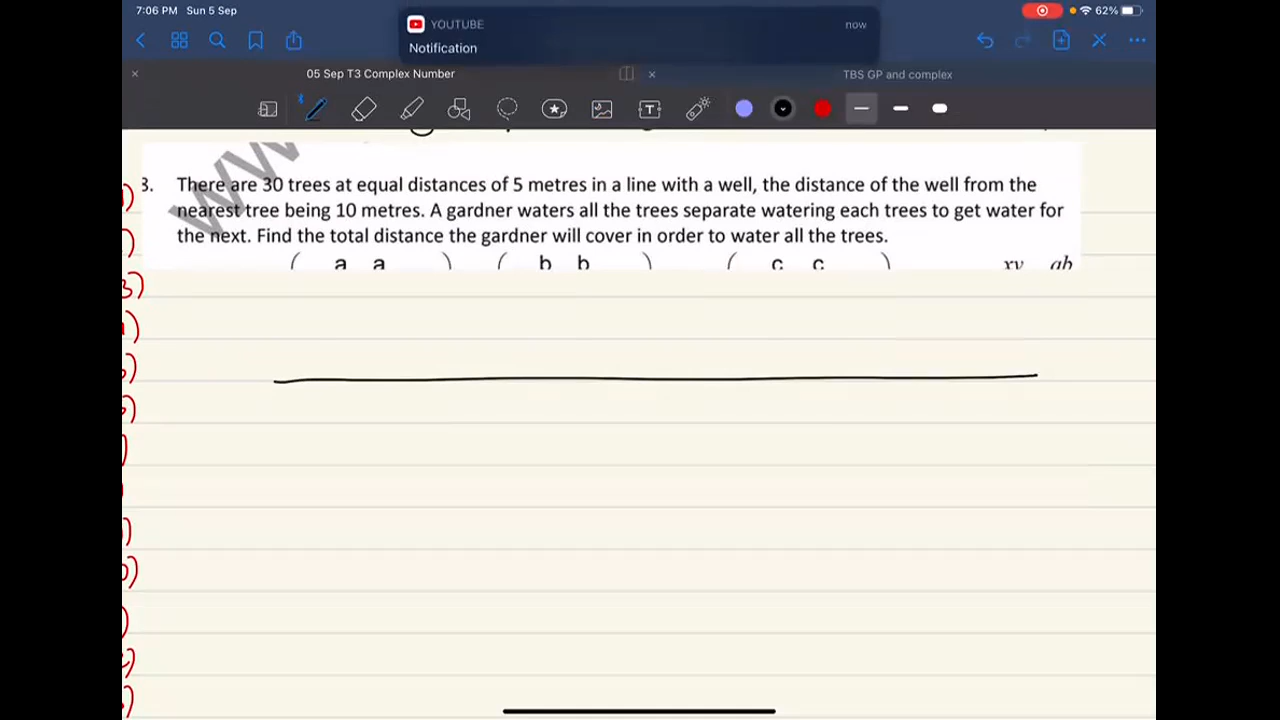 7:06 PM Sun 5 Sep
62%
YOUTUBE
now
Notification
05 Sep T3 Complex Number
TBS GP and complex
ww
3. There are 30 trees at equal distances of 5 metres in a line with a well, the distance of the well from the
nearest tree being 10 metres. A gardner waters all the trees separate watering each trees to get water for
the next. Find the total distance the gardner will cover in order to water all the trees.
( a a ) ( b b ) ( c c ) xy ab
3)